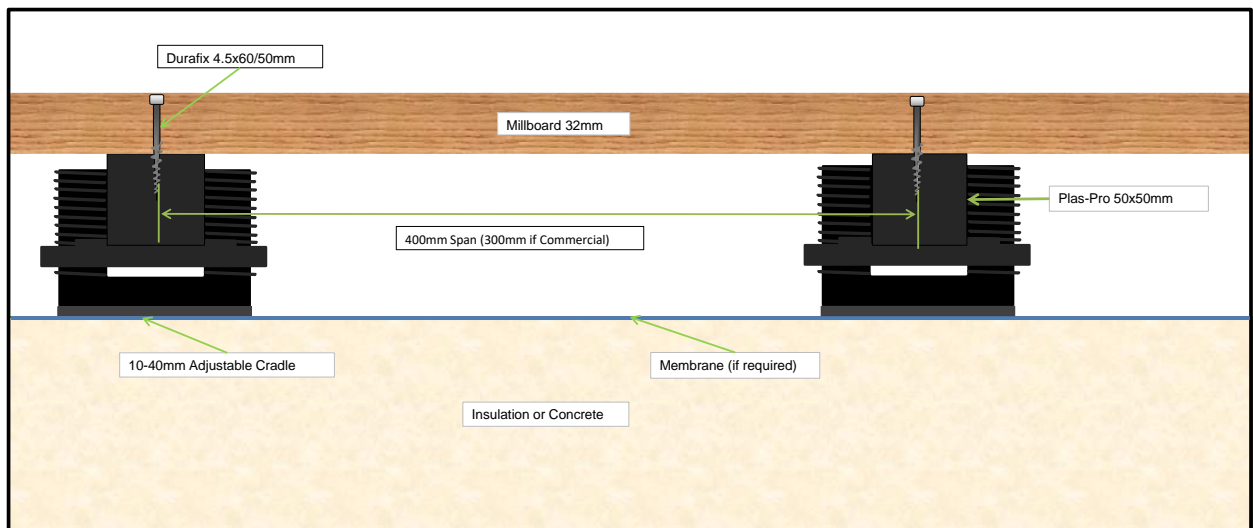 Durafix 4.5x60/50mm
Millboard 32mm
Plas-Pro 50x50mm
400mm Span (300mm if Commercial)
10-40mm Adjustable Cradle
Membrane (if required)
Insulation or Concrete